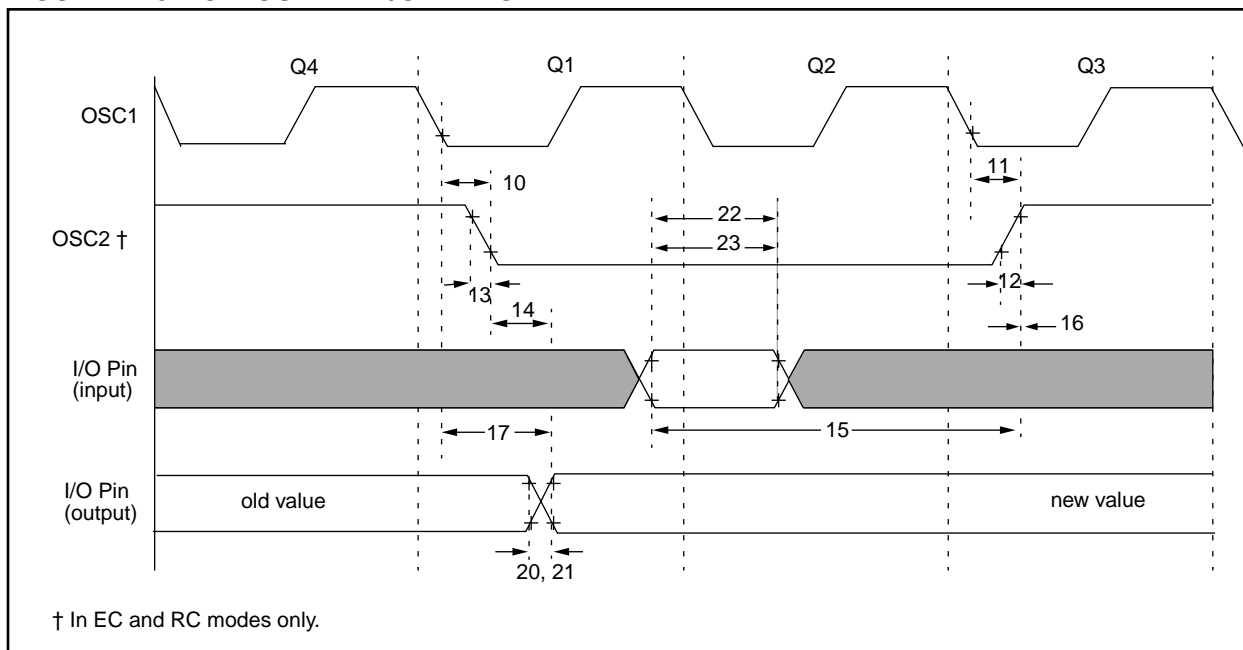 Q4
Q1
Q2
Q3
OSC1
10
11
22
OSC2 †
23
13
12
14
16
I/O Pin
(input)
17
15
I/O Pin
(output)
old value
new value
20, 21
† In EC and RC modes only.